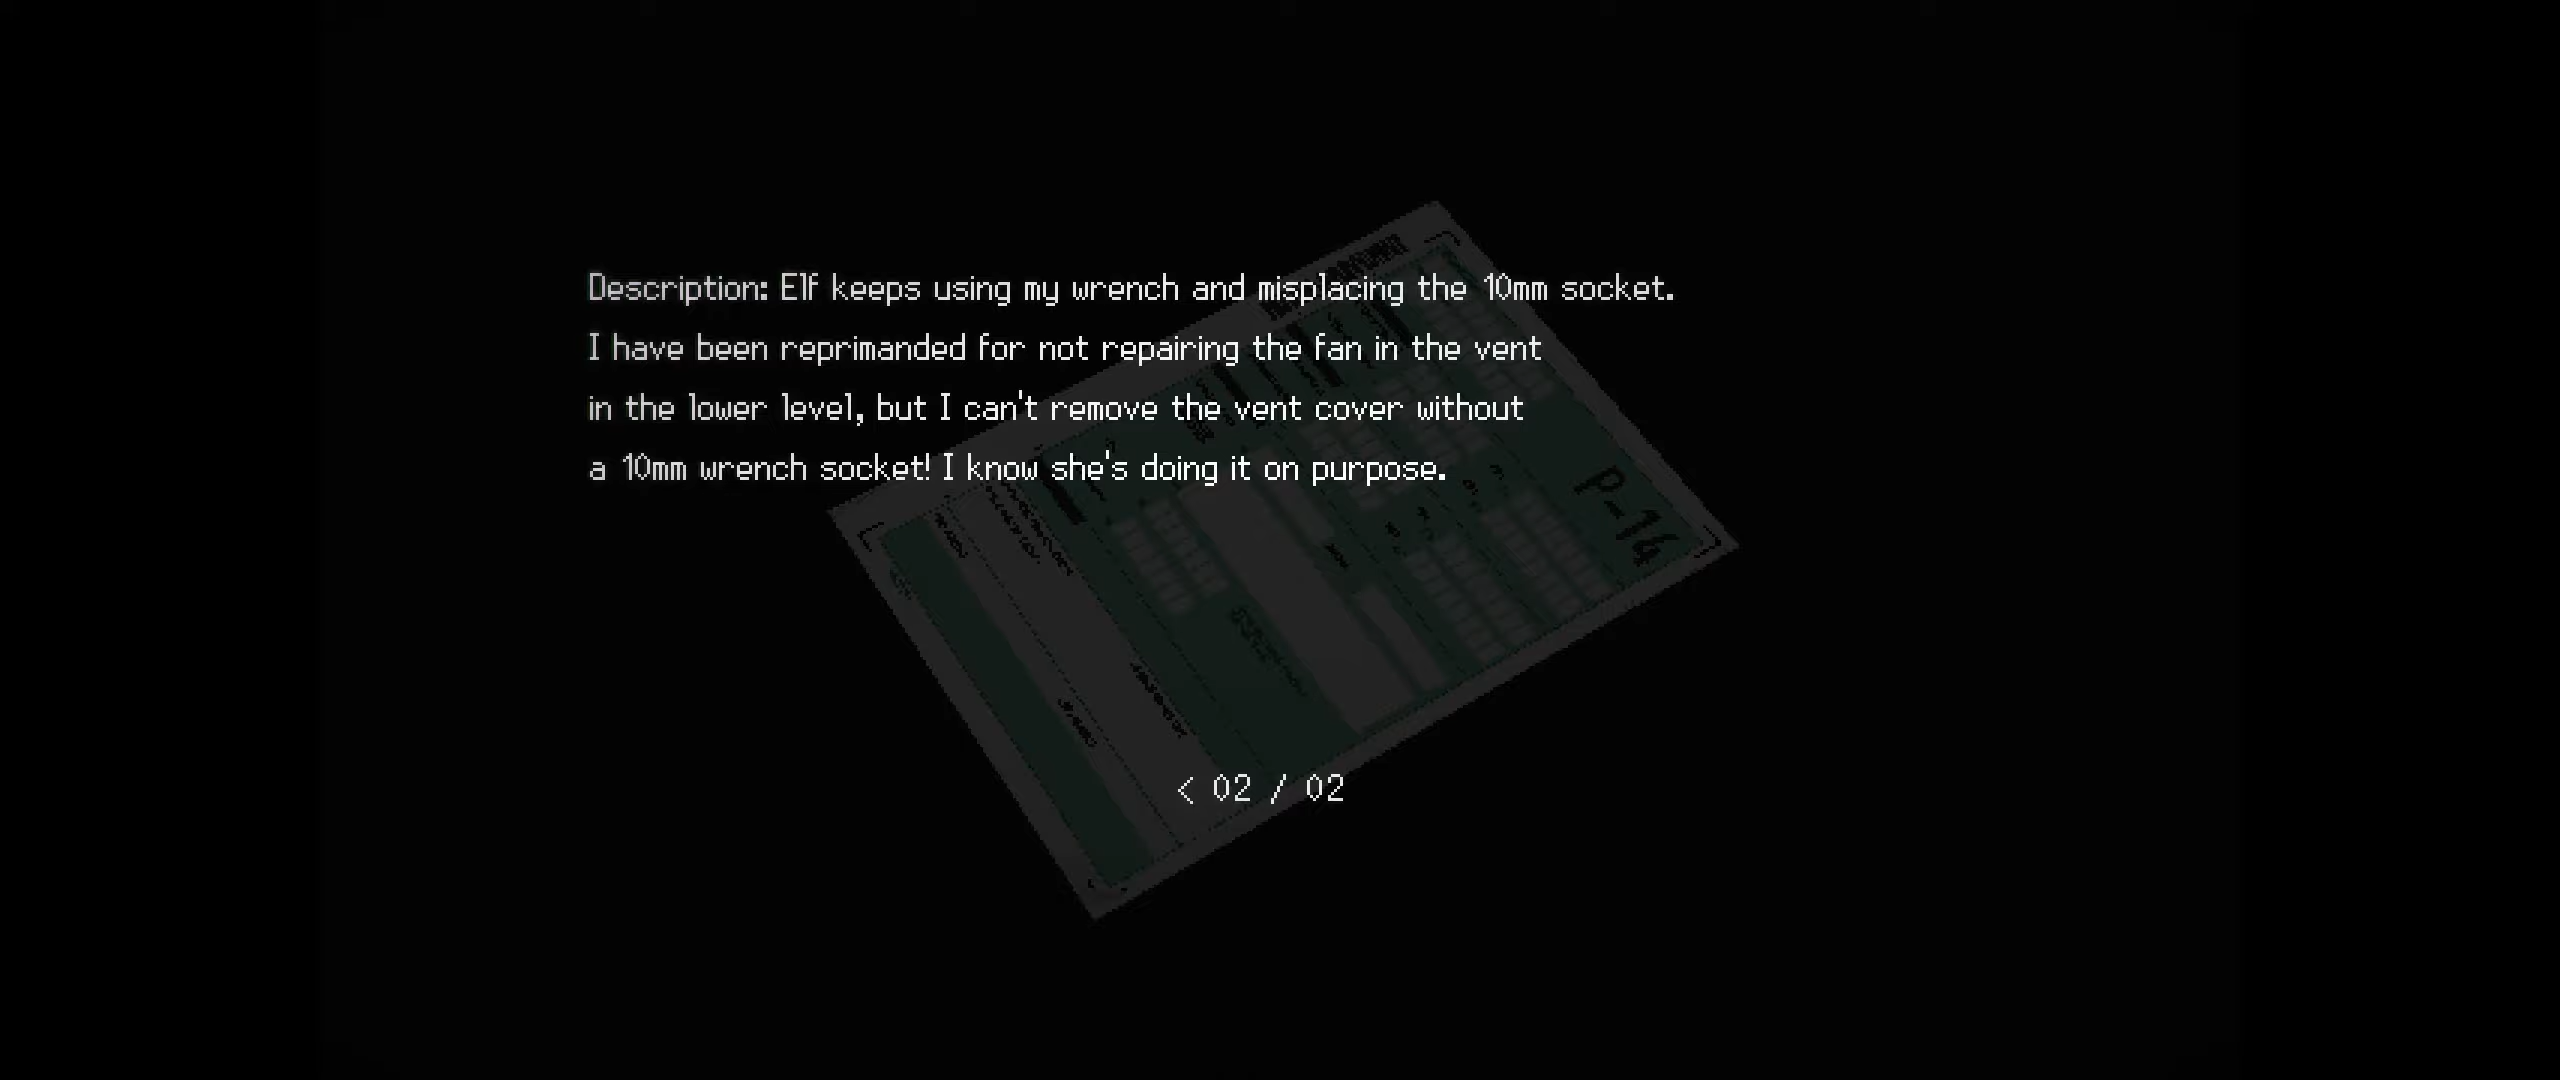 Description: Elf keeps using my wrench and misplacing the 10mm socket.
I have been reprimanded for not repairing the fan in the vent
in the lower level, but I can't remove the vent cover without
a 10mm wrench socket! I know she's doing it on purpose.
P-14
< 02 / 02